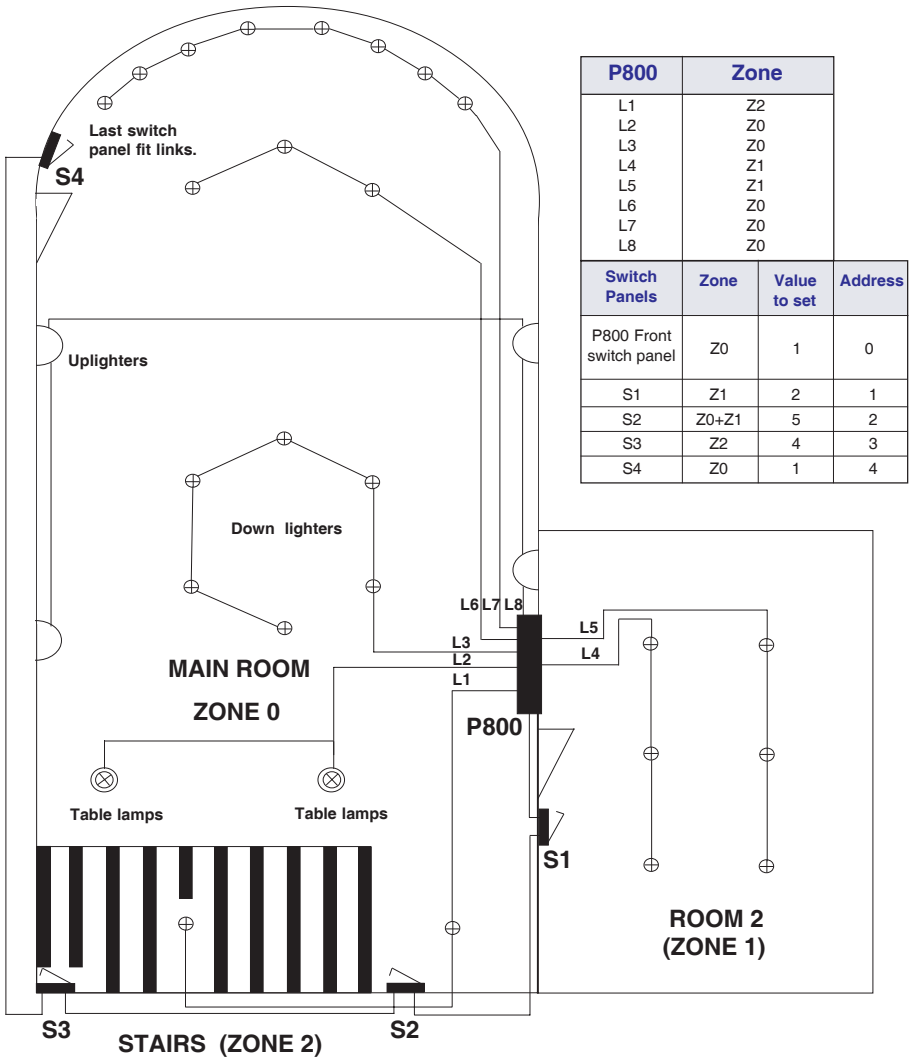 P800 Zone
L1 Z2
L2 Z0
L3 Z0
L4 Z1
L5 Z1
L6 Z0
L7 Z0
L8 Z0
Switch Panels Zone Value to set Address
P800 Front switch panel Z0 1 0
S1 Z1 2 1
S2 Z0+Z1 5 2
S3 Z2 4 3
S4 Z0 1 4
Last switch
panel fit links.
S4
Uplighters
Down lighters
L6 L7 L8
L5
L3
L4
L2
L1
MAIN ROOM
ZONE 0
P800
Table lamps Table lamps
S1
ROOM 2
(ZONE 1)
S3
S2
STAIRS (ZONE 2)